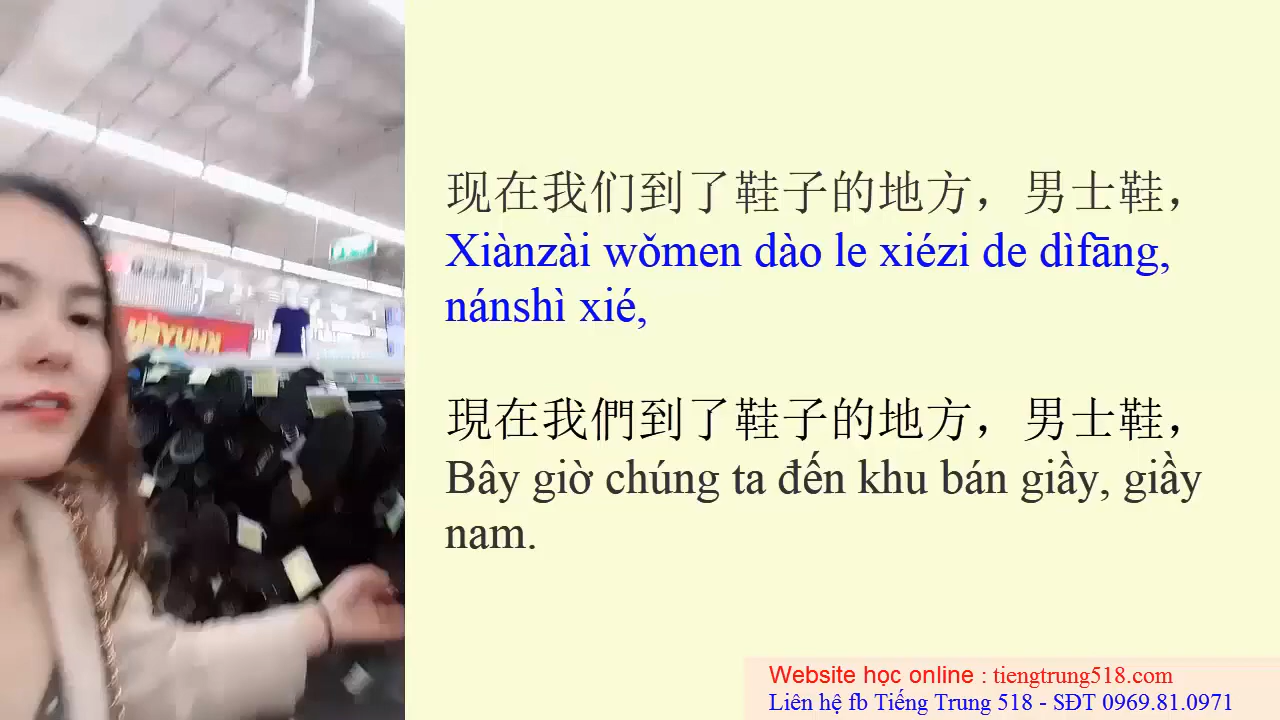 现在我们到了鞋子的地方，男士鞋，
Xiànzài wǒmen dào le xiézi de dìfāng,
nánshì xié,
現在我們到了鞋子的地方，男士鞋，
Bây giờ chúng ta đến khu bán giầy, giầy
nam.
Website học online : tiengtrung518.com
Liên hệ fb Tiếng Trung 518 - SĐT 0969.81.0971